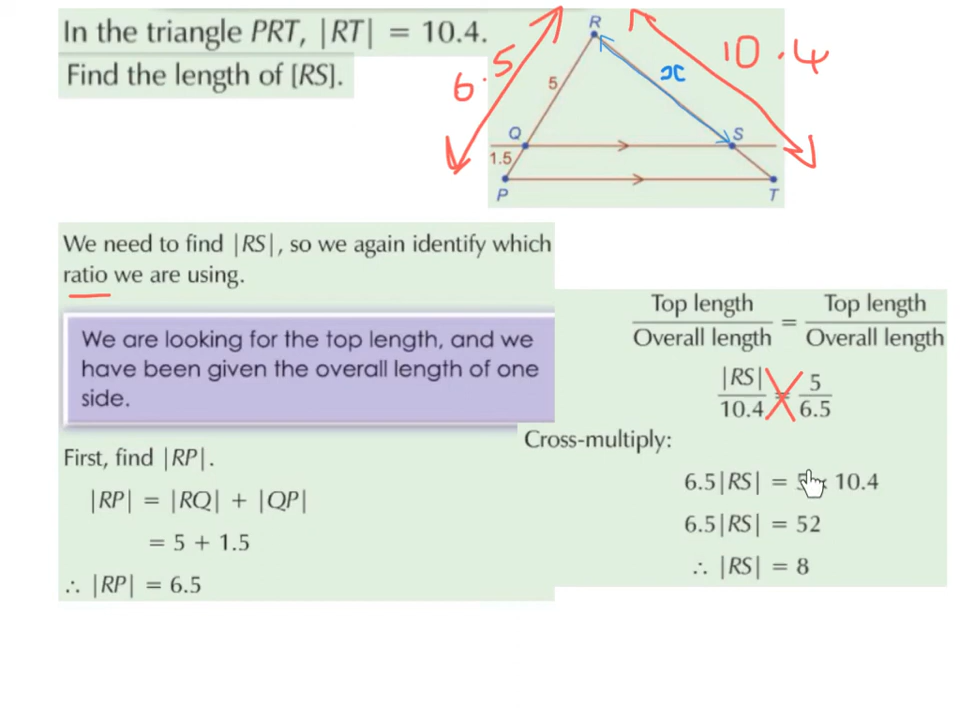 In the triangle PRT, |RT| = 10.4.
Find the length of [RS].
R
6.5
5
x
10.4
Q
S
1.5
P
T
We need to find |RS|, so we again identify which
ratio we are using.
We are looking for the top length, and we
have been given the overall length of one
side.
First, find |RP|.
|RP| = |RQ| + |QP|
= 5 + 1.5
∴ |RP| = 6.5
Top length / Overall length = Top length / Overall length
|RS| / 10.4 = 5 / 6.5
Cross-multiply:
6.5|RS| = 10.4
6.5|RS| = 52
∴ |RS| = 8